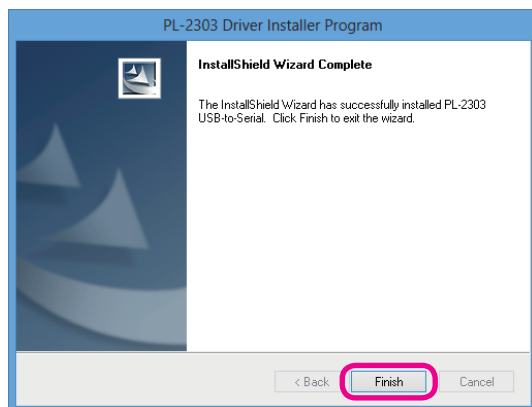 PL-2303 Driver Installer Program
InstallShield Wizard Complete
The InstallShield Wizard has successfully installed PL-2303
USB-to-Serial. Click Finish to exit the wizard.
< Back
Finish
Cancel